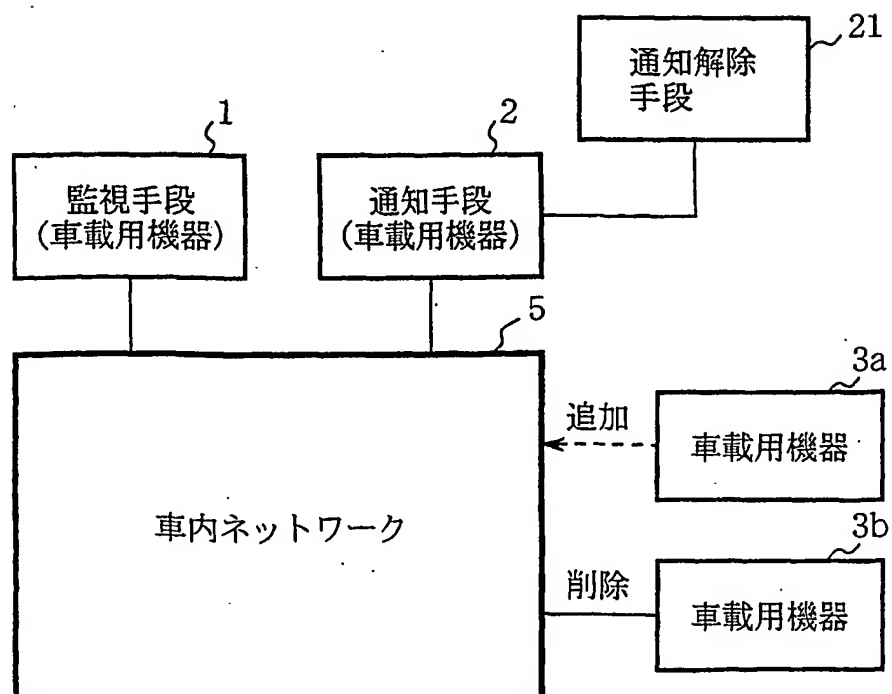 21
通知解除
手段
1
2
監視手段
(車載用機器)
通知手段
(車載用機器)
5
3a
追加
車載用機器
車内ネットワーク
3b
削除
車載用機器